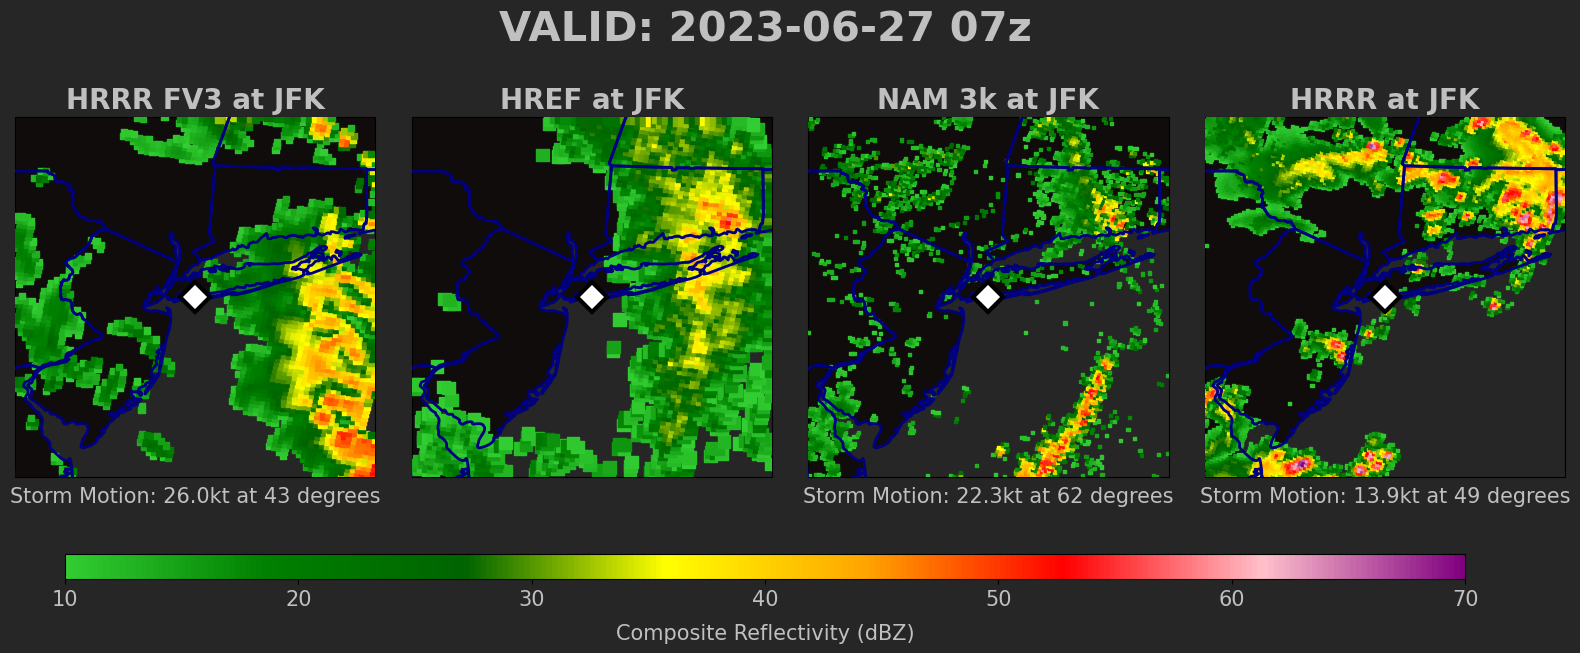 VALID: 2023-06-27 07z
HRRR FV3 at JFK
HREF at JFK
NAM 3k at JFK
HRRR at JFK
Storm Motion: 26.0kt at 43 degrees
Storm Motion: 22.3kt at 62 degrees
Storm Motion: 13.9kt at 49 degrees
10 20 30 40 50 60 70
Composite Reflectivity (dBZ)